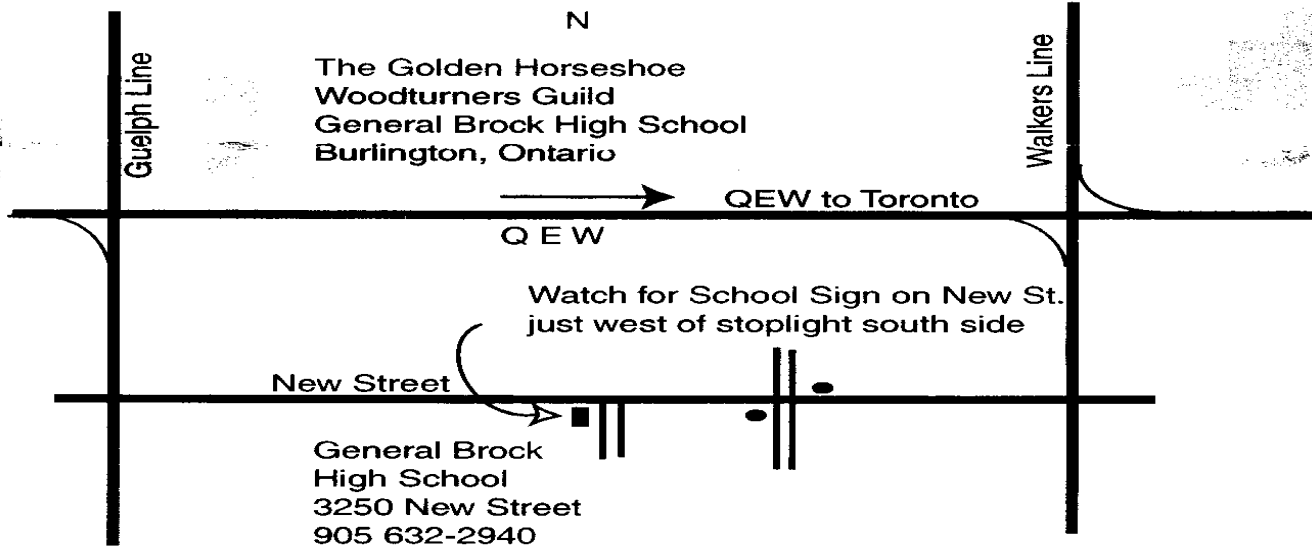 N
The Golden Horseshoe
Woodturners Guild
General Brock High School
Burlington, Ontario
Guelph Line
Walkers Line
QEW to Toronto
Q E W
Watch for School Sign on New St.
just west of stoplight south side
New Street
General Brock
High School
3250 New Street
905 632-2940